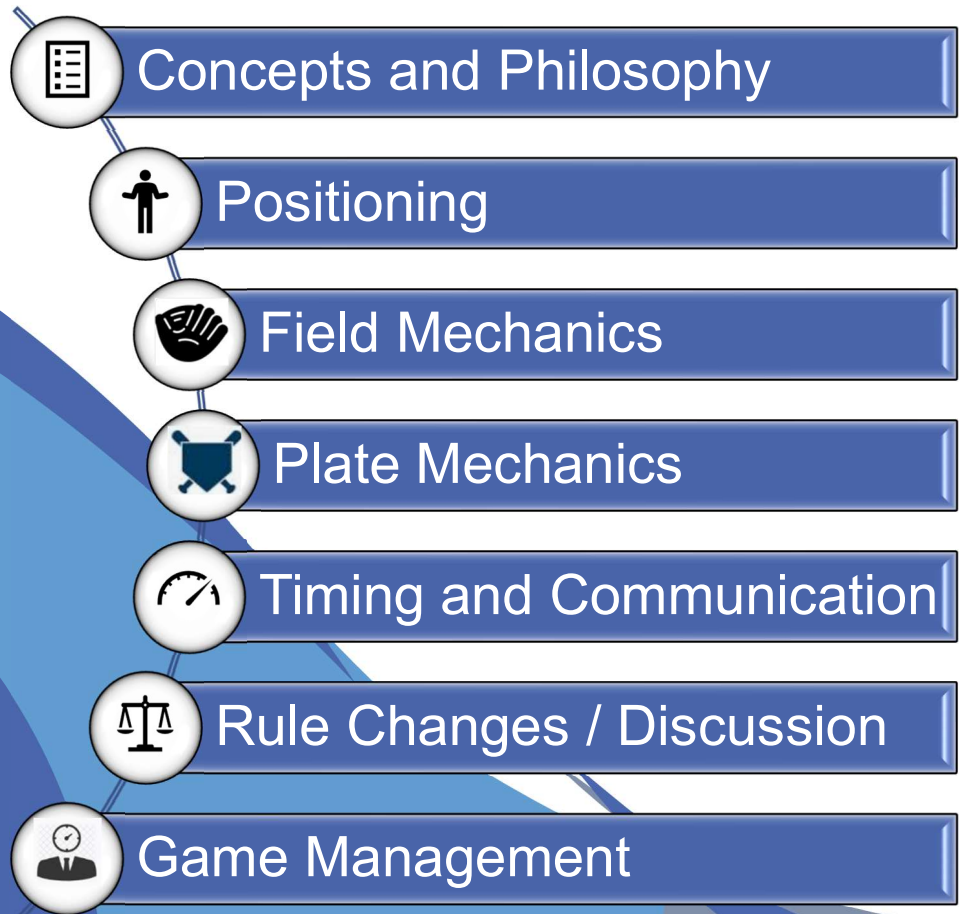 Concepts and Philosophy
Positioning
Field Mechanics
Plate Mechanics
Timing and Communication
Rule Changes / Discussion
Game Management